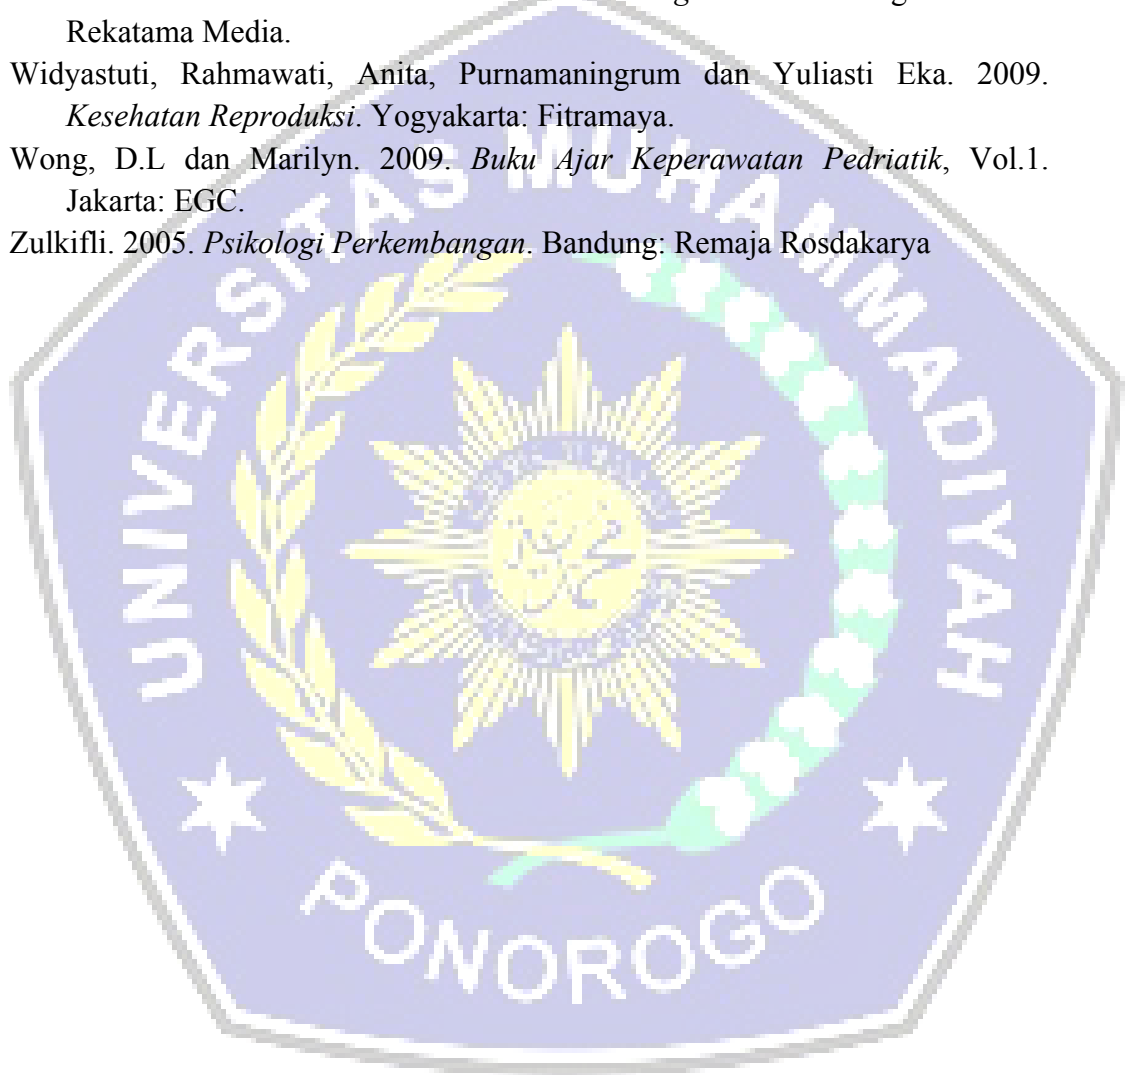 Rekatama Media.
Widyastuti, Rahmawati, Anita, Purnamaningrum dan Yuliasti Eka. 2009.
Kesehatan Reproduksi. Yogyakarta: Fitramaya.
Wong, D.L dan Marilyn. 2009. Buku Ajar Keperawatan Pedriatik, Vol.1.
Jakarta: EGC.
Zulkifli. 2005. Psikologi Perkembangan. Bandung: Remaja Rosdakarya
UNIVERSITAS MUHAMMADIYAH
PONOROGO